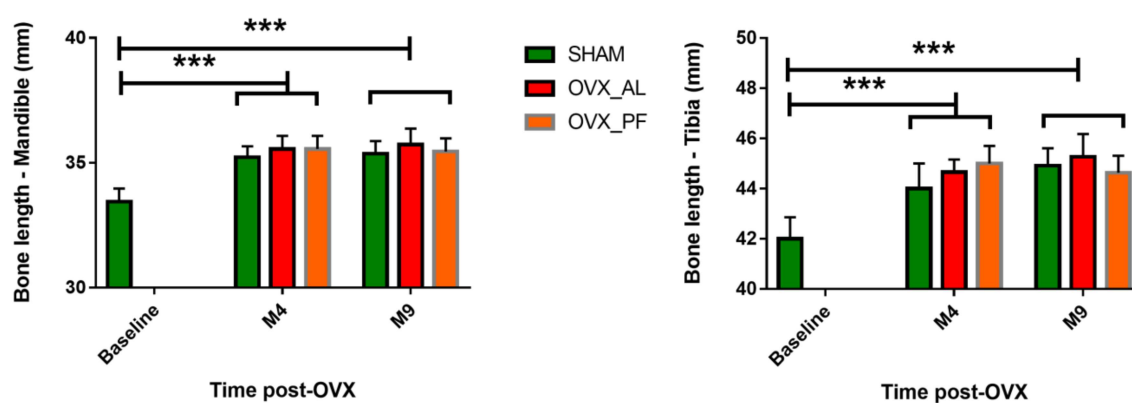 Bone length - Mandible (mm)
40
35
30
***
***
Baseline
M4
M9
Time post-OVX
SHAM
OVX_AL
OVX_PF
Bone length - Tibia (mm)
50
48
46
44
42
40
***
***
Baseline
M4
M9
Time post-OVX